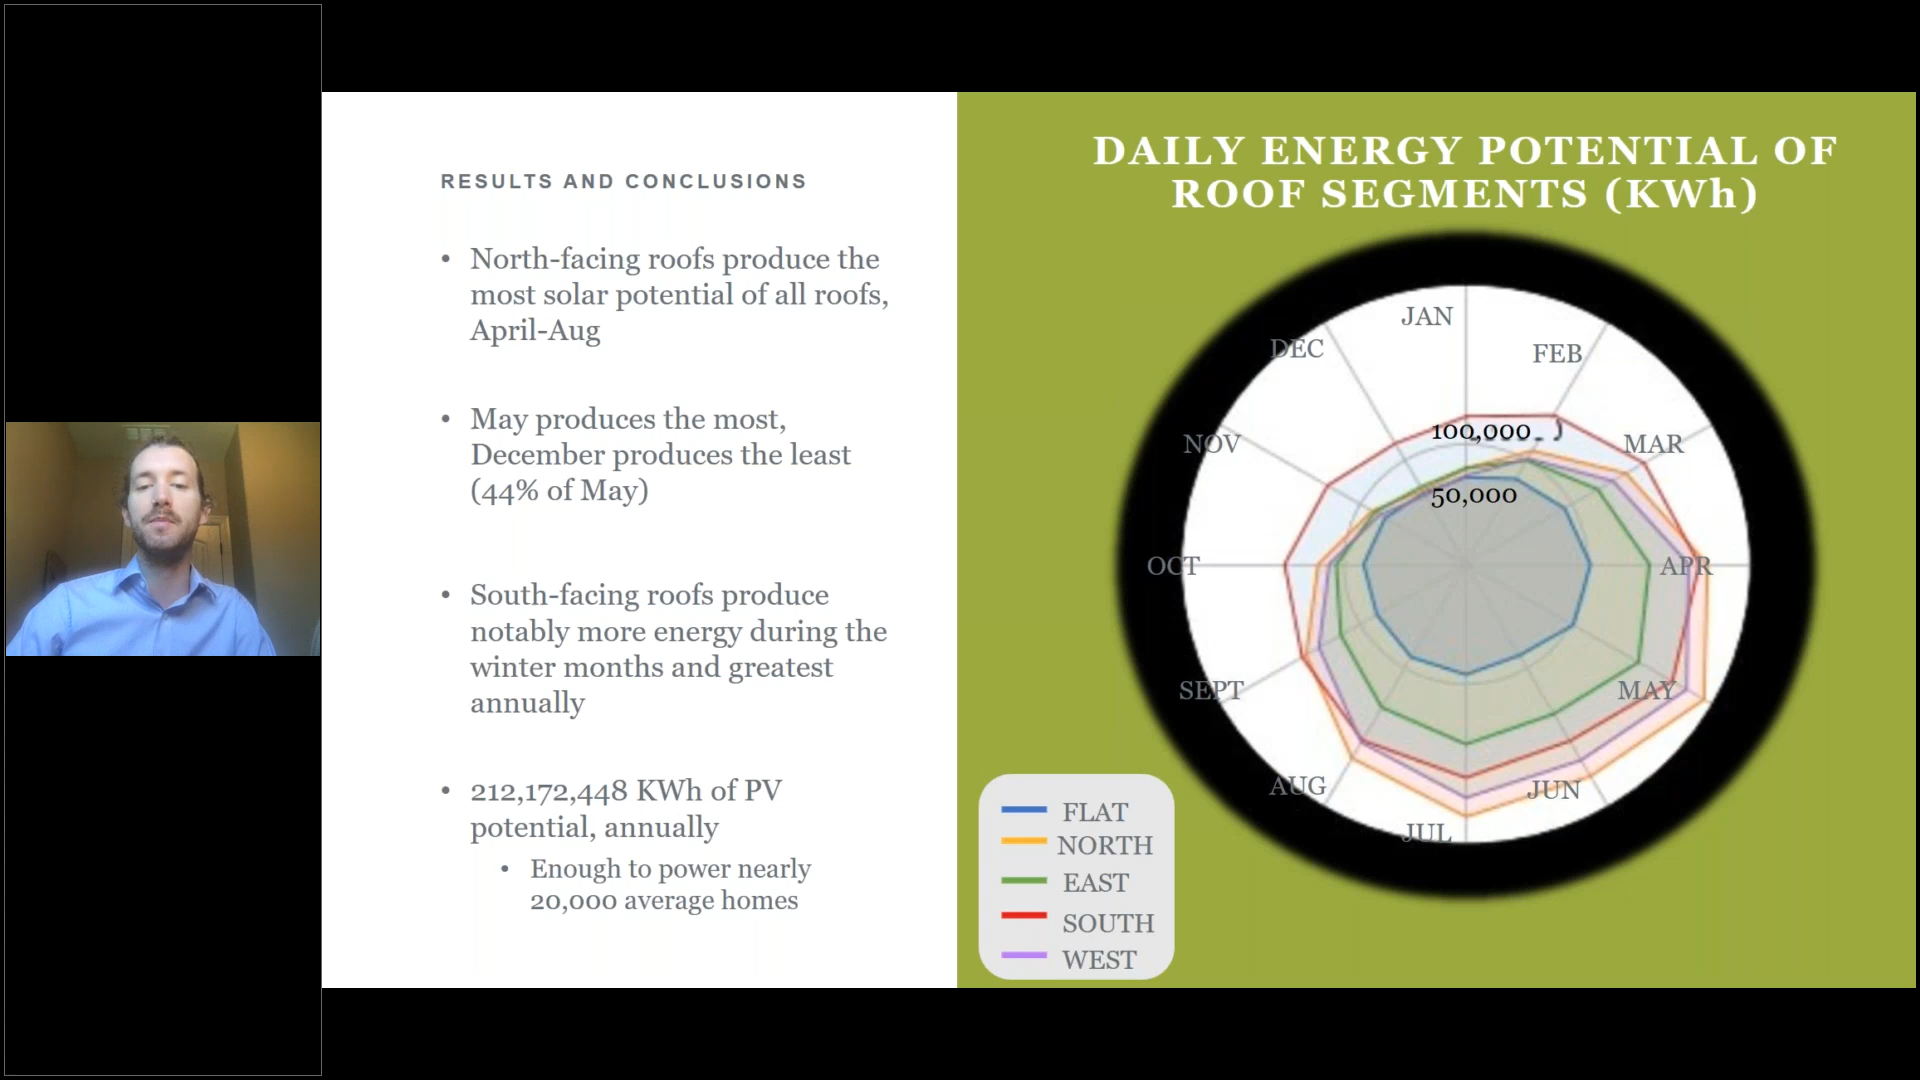 RESULTS AND CONCLUSIONS
• North-facing roofs produce the
most solar potential of all roofs,
April-Aug
• May produces the most,
December produces the least
(44% of May)
• South-facing roofs produce
notably more energy during the
winter months and greatest
annually
• 212,172,448 KWh of PV
potential, annually
• Enough to power nearly
20,000 average homes
DAILY ENERGY POTENTIAL OF
ROOF SEGMENTS (KWh)
JAN
FEB
MAR
APR
MAY
JUN
JUL
AUG
SEPT
OCT
NOV
DEC
100,000
50,000
FLAT
NORTH
EAST
SOUTH
WEST